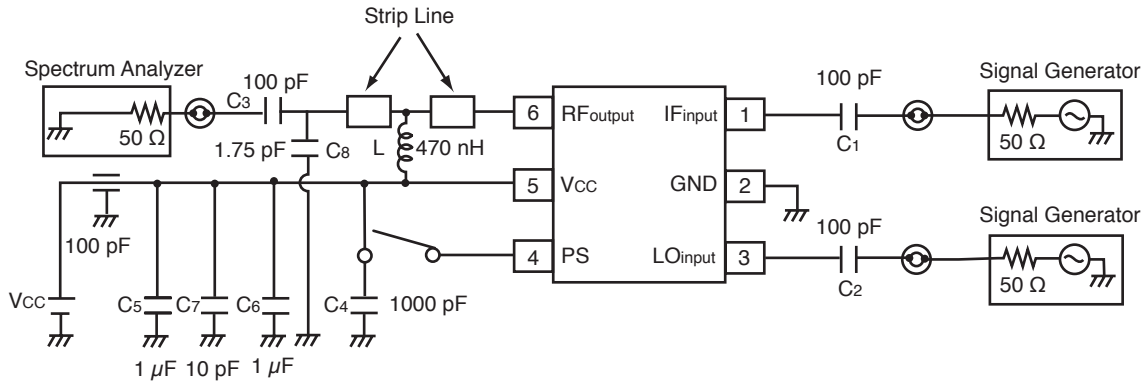 Strip Line
Spectrum Analyzer
100 pF
C3
50 Ω
1.75 pF
C8
L
470 nH
6
RFoutput
IFinput
1
100 pF
C1
Signal Generator
50 Ω
5
VCC
GND
2
100 pF
4
PS
LOinput
3
100 pF
C2
Signal Generator
50 Ω
VCC
C5
C7
C6
C4
1000 pF
1 µF
10 pF
1 µF